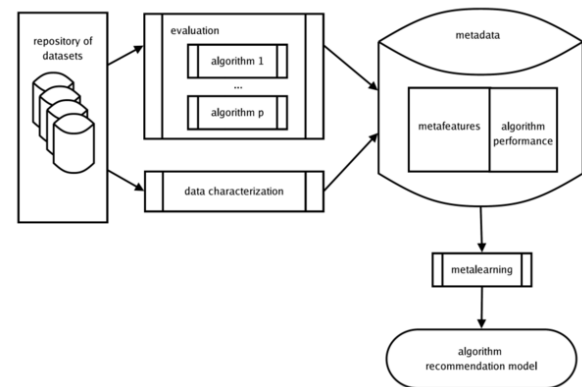 repository of
datasets
evaluation
algorithm 1
...
algorithm p
data characterization
metadata
metafeatures
algorithm
performance
metalearning
algorithm
recommendation model